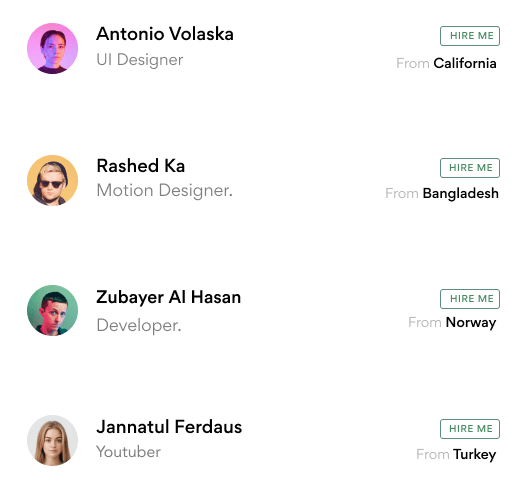 Antonio Volaska
HIRE ME
UI Designer
From California
Rashed Ka
HIRE ME
Motion Designer.
From Bangladesh
Zubayer Al Hasan
HIRE ME
Developer.
From Norway
Jannatul Ferdaus
HIRE ME
Youtuber
From Turkey